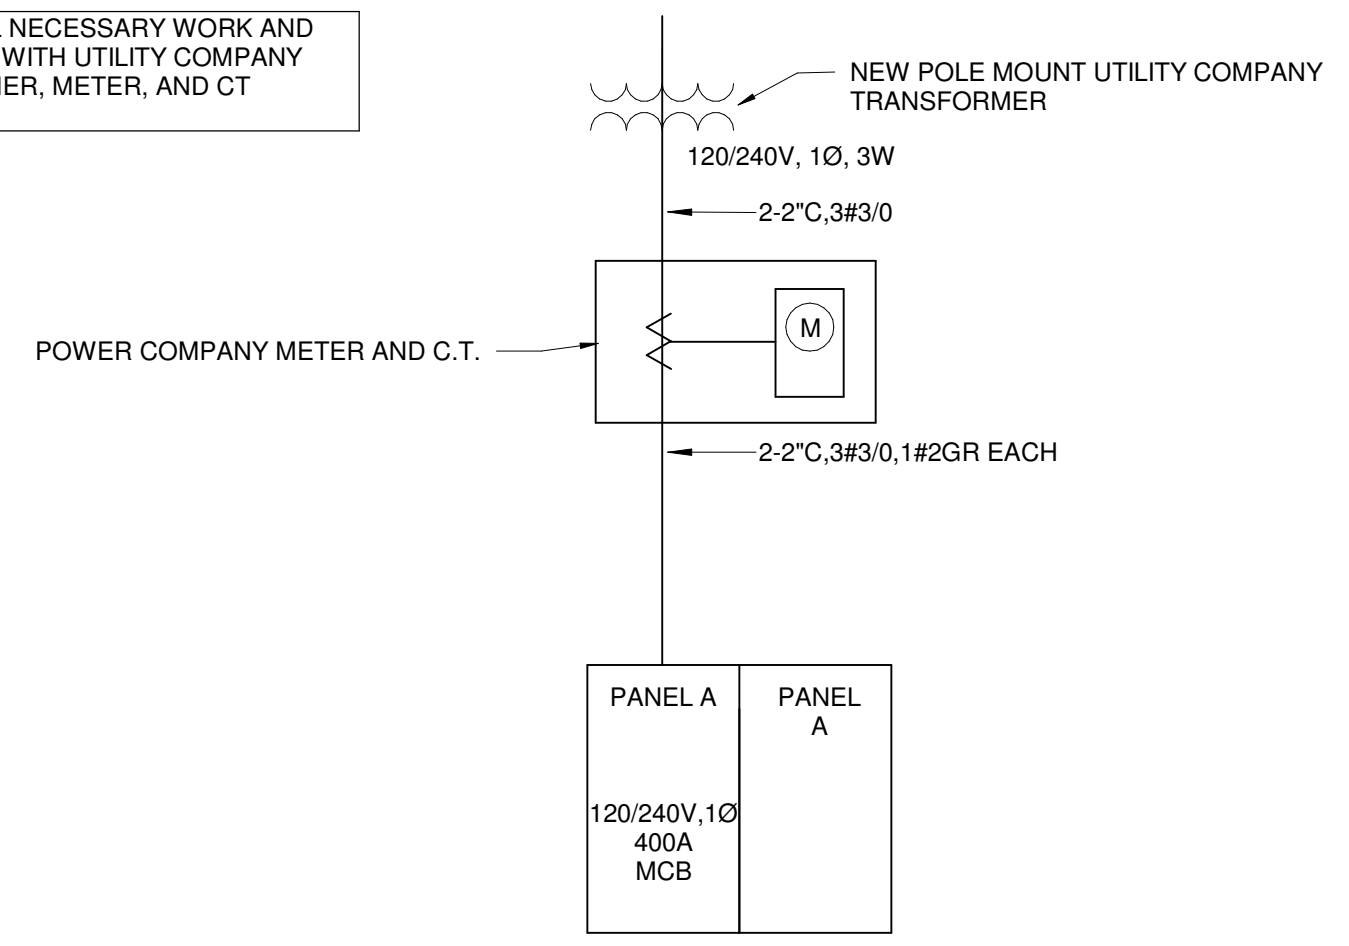 NECESSARY WORK AND
WITH UTILITY COMPANY
METER, AND CT
NEW POLE MOUNT UTILITY COMPANY
TRANSFORMER
120/240V, 1Ø, 3W
2-2"C,3#3/0
M
POWER COMPANY METER AND C.T.
2-2"C,3#3/0,1#2GR EACH
PANEL A
PANEL
A
120/240V,1Ø
400A
MCB